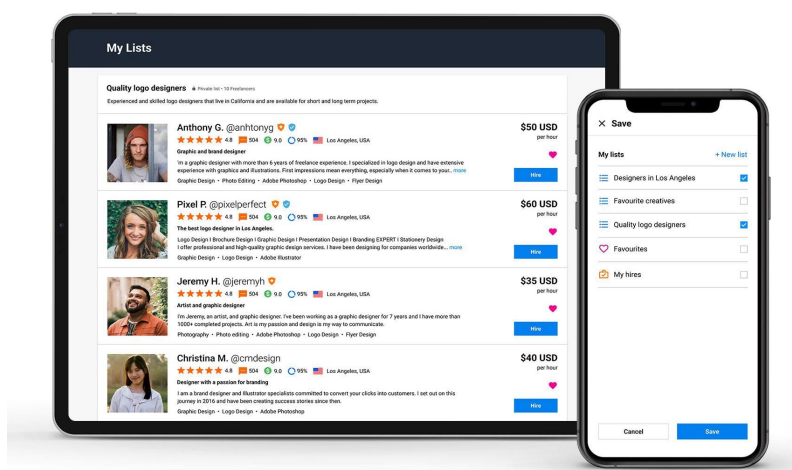 My Lists
Quality logo designers Private list • 10 Freelancers
Experienced and skilled logo designers that live in California and are available for short and long term projects.
Anthony G. @anhtonyg
4.8 504 9.0 95% Los Angeles, USA
Graphic and brand designer
'm a graphic designer with more than 6 years of freelance experience. I specialized in logo design and have extensive
experience with graphics and illustrations. First impressions mean everything, especially when it comes to your.. more
Graphic Design • Photo Editing • Adobe Photoshop • Logo Design • Flyer Design
$50 USD
per hour
Hire
Pixel P. @pixelperfect
4.8 504 9.0 95% Los Angeles, USA
The best logo designer in Los Angeles.
Logo Design I Brochure Design I Graphic Design I Presentation Design I Branding EXPERT I Stationery Design
I offer professional and high-quality graphic design services. I have been designing for companies worldwide... more
Graphic Design • Logo Design • Adobe Illustrator
$60 USD
per hour
Hire
Jeremy H. @jeremyh
4.8 504 9.0 95% Los Angeles, USA
Artist and graphic designer
I'm Jeremy, an artist, and graphic designer. I've been working as a graphic designer for 7 years and I have more than
1000+ completed projects. Art is my passion and design is my way to communicate.
Photography • Photo editing • Adobe Photoshop • Logo Design • Flyer Design
$35 USD
per hour
Hire
Christina M. @cmdesign
4.8 504 9.0 95% Los Angeles, USA
Designer with a passion for branding
I am a brand designer and Illustrator specialists committed to convert your clicks into customers. I set out on this
journey in 2016 and have been creating success stories since then.
Graphic Design • Logo Design • Adobe Photoshop
$40 USD
per hour
Hire
× Save
My lists + New list
Designers in Los Angeles
Favourite creatives
Quality logo designers
Favourites
My hires
Cancel Save